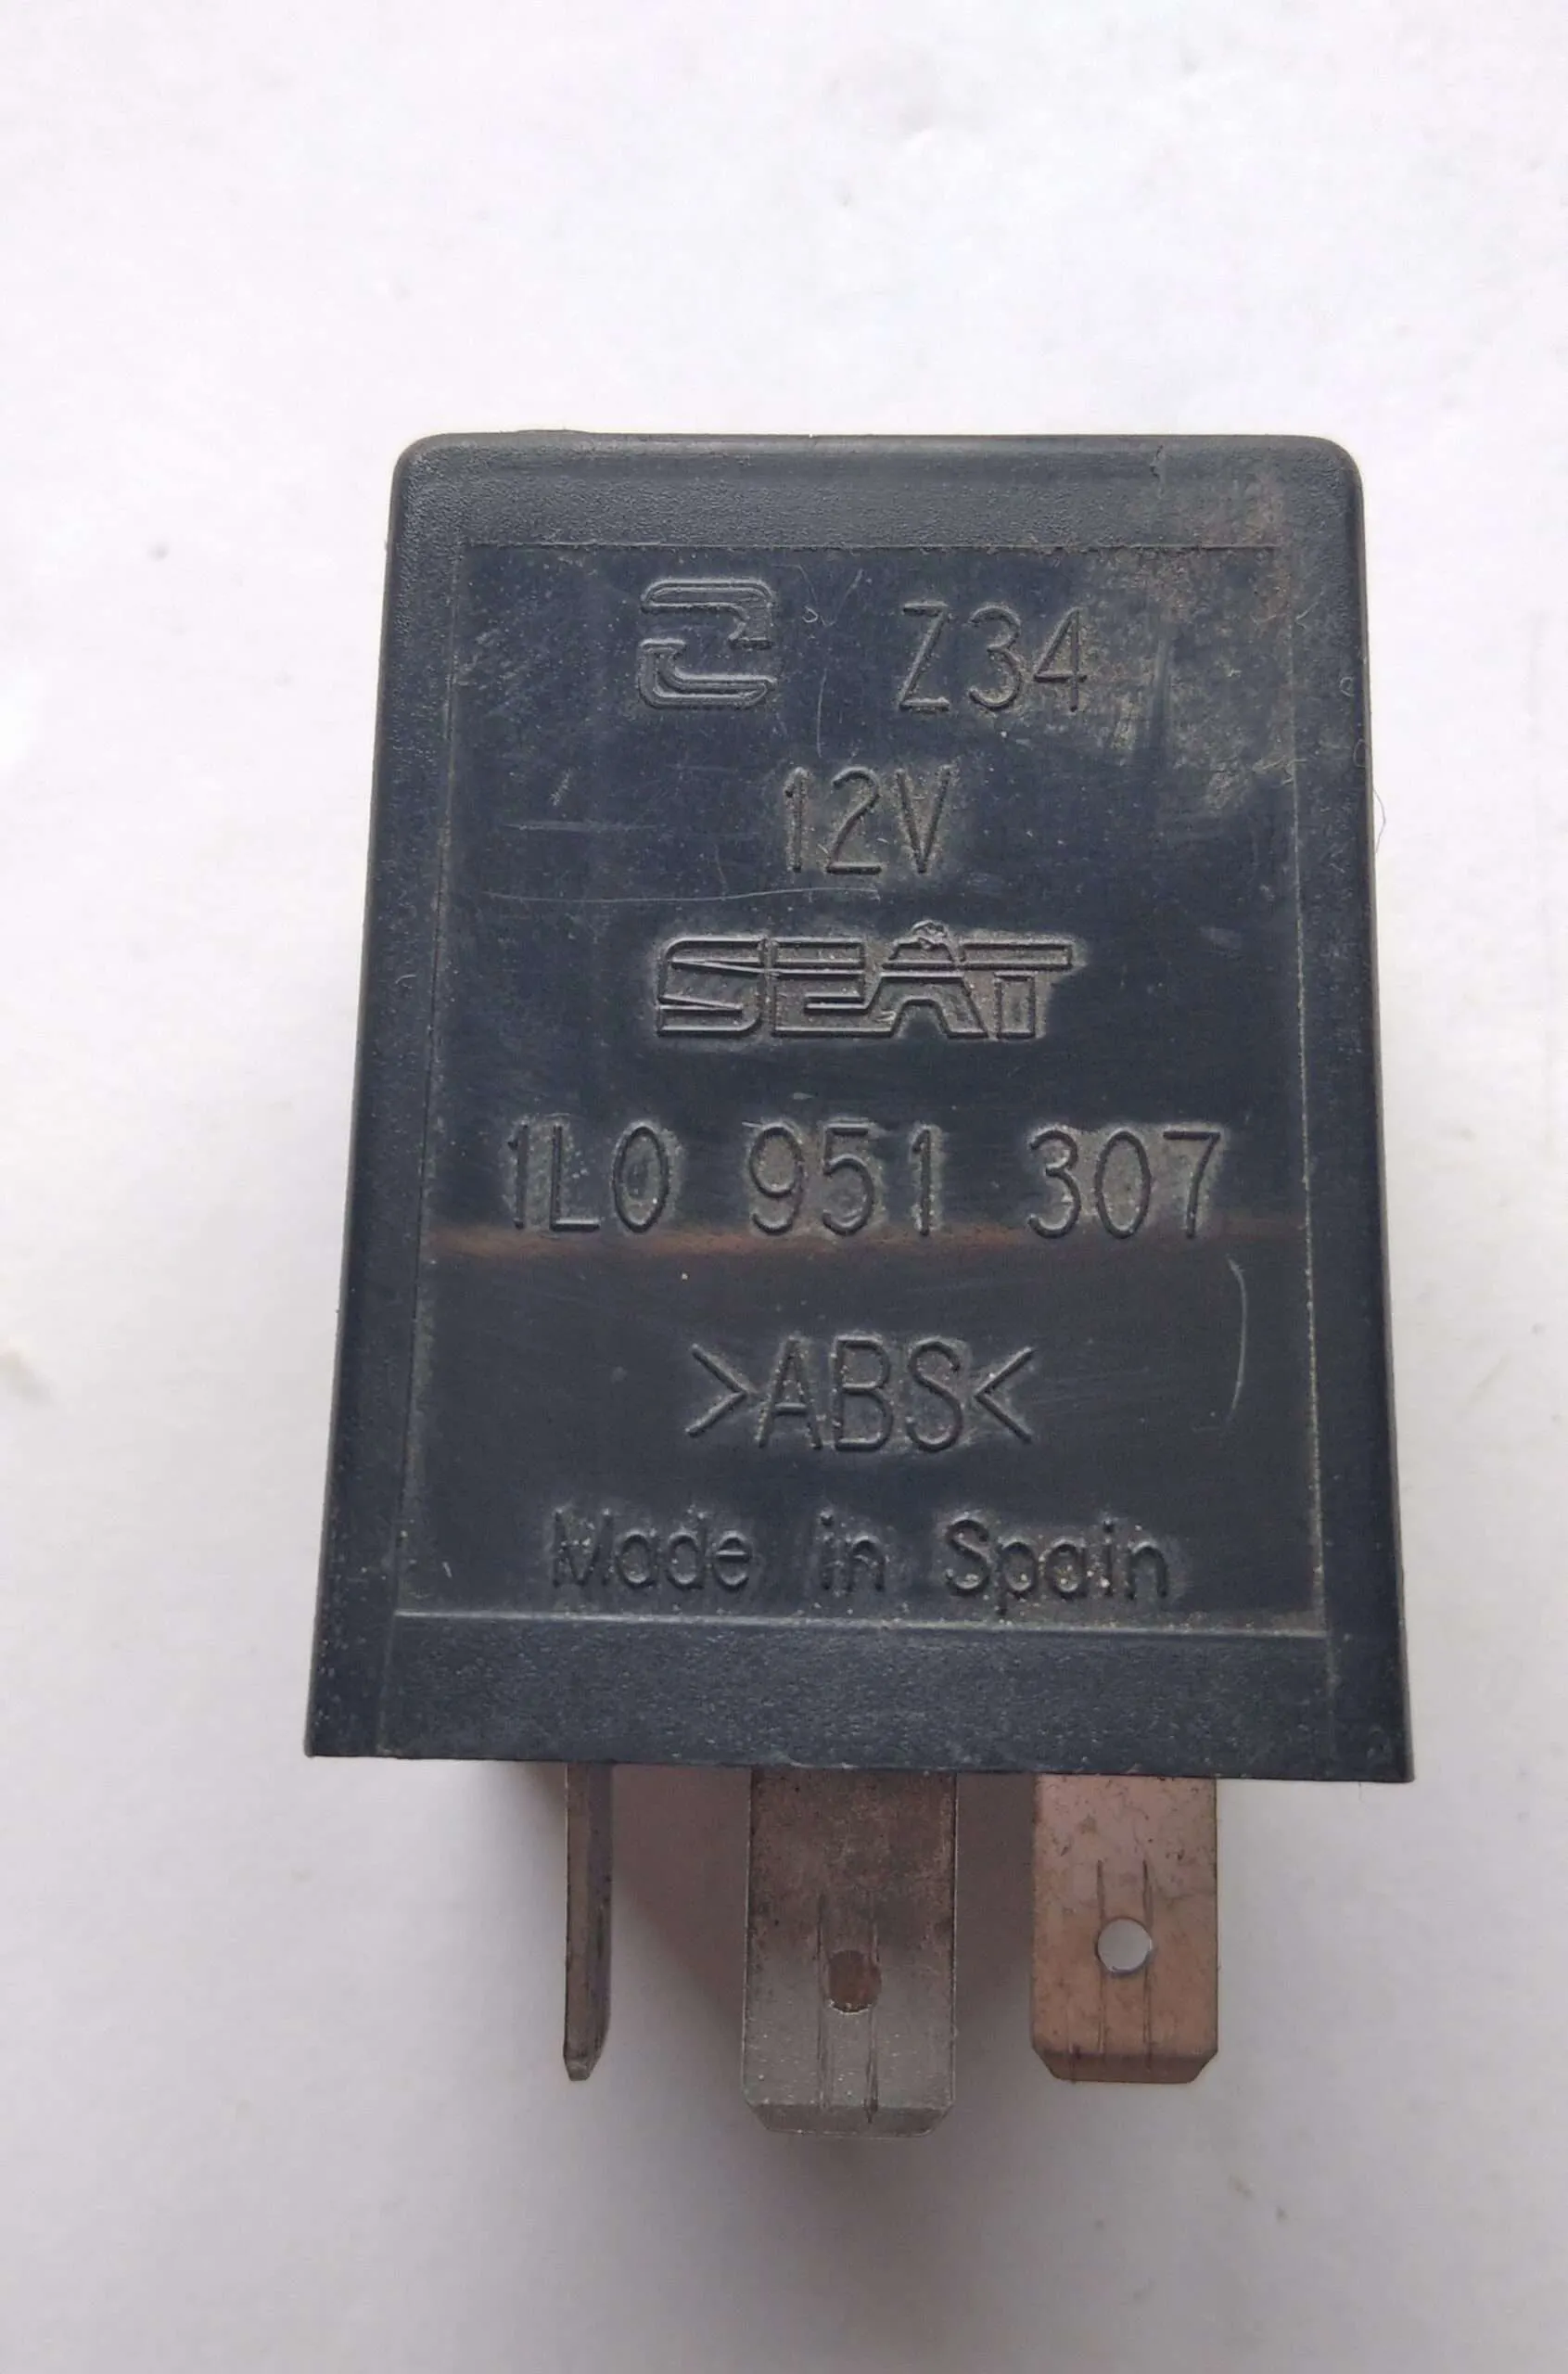 Z34
12V
SEAT
1L0 951 307
>ABS<
Made in Spain